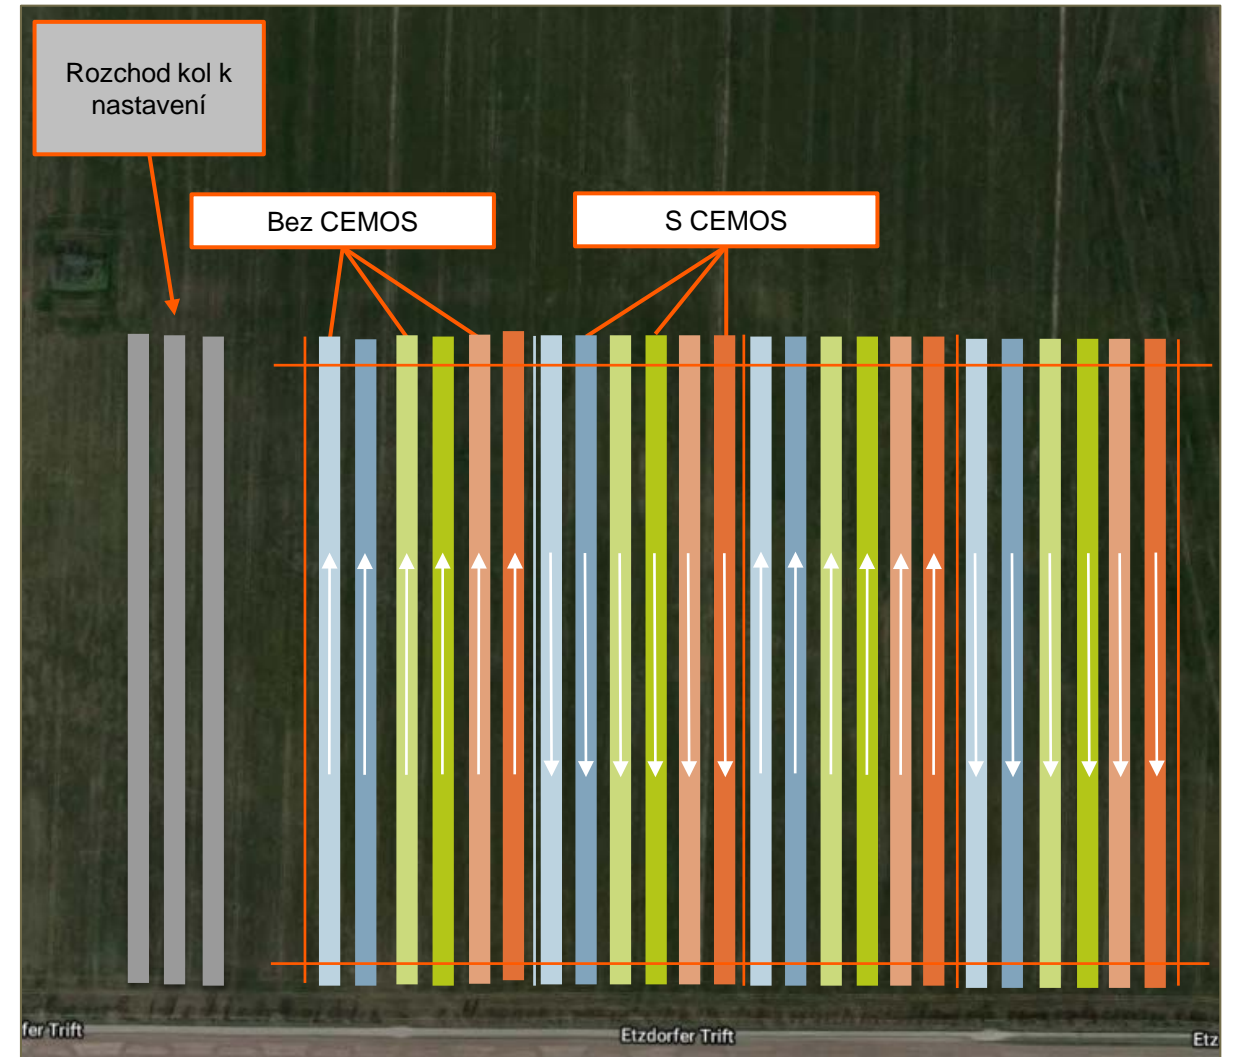 Rozchod kol k
nastavení
Bez CEMOS
S CEMOS
fer Trift
Etzdorfer Trift
Etz